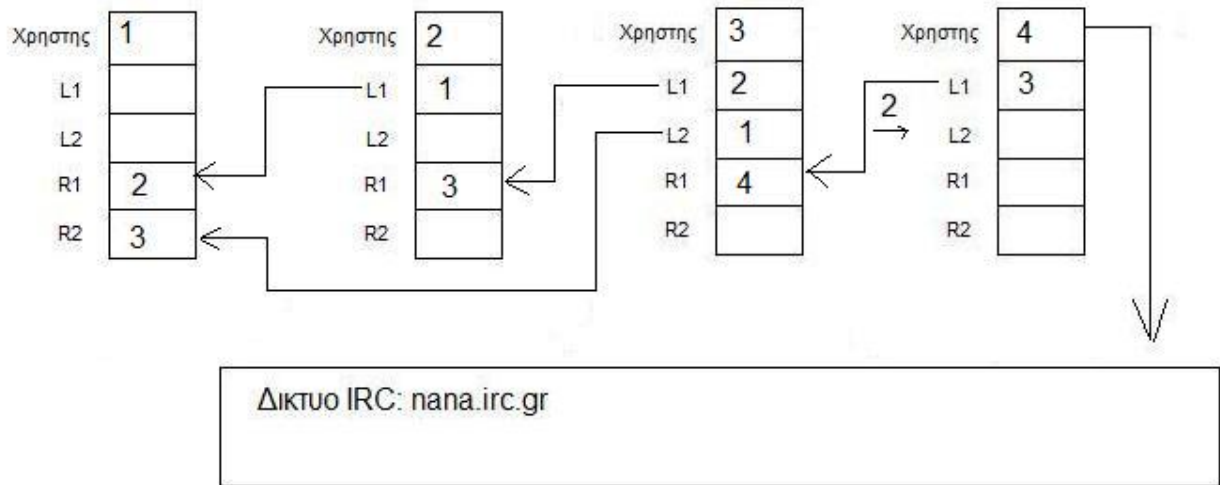 Χρηστης 1
L1
L2
R1 2
R2 3
Χρηστης 2
L1 1
L2
R1 3
R2
Χρηστης 3
L1 2
L2 1
R1 4
R2
2
Χρηστης 4
L1 3
L2
R1
R2
Δικτυο IRC: nana.irc.gr